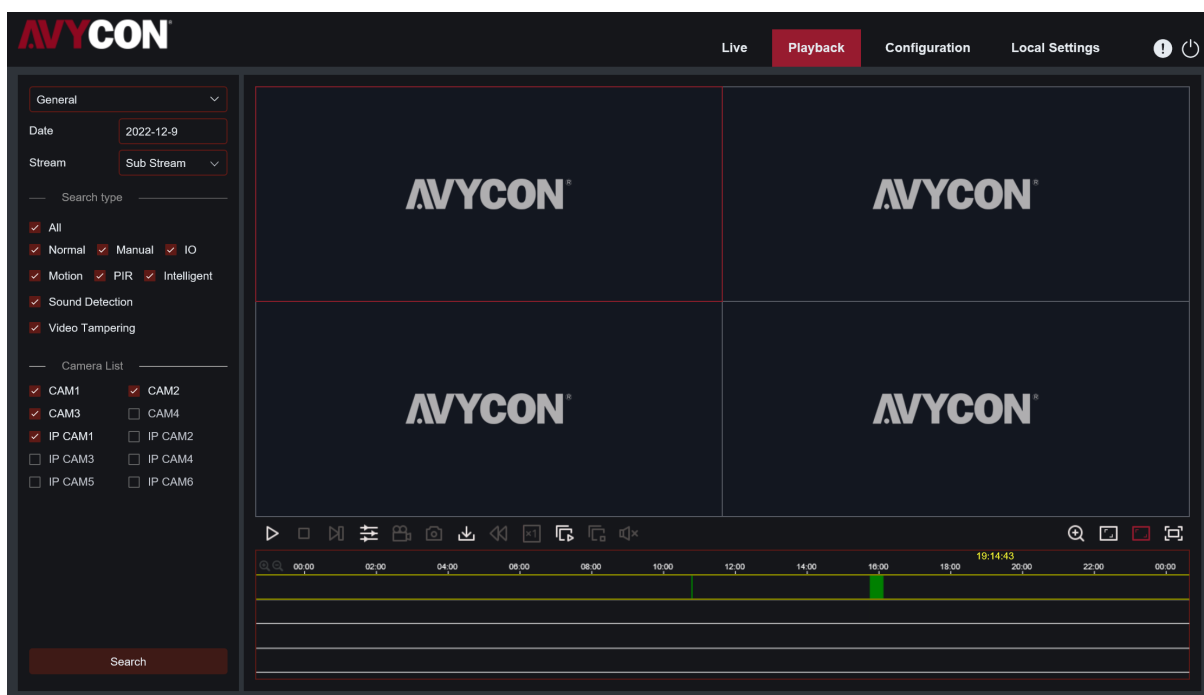 AVYCON®
Live Playback Configuration Local Settings
General
Date 2022-12-9
Stream Sub Stream
Search type
All
Normal Manual IO
Motion PIR Intelligent
Sound Detection
Video Tampering
Camera List
CAM1 CAM2
CAM3 CAM4
IP CAM1 IP CAM2
IP CAM3 IP CAM4
IP CAM5 IP CAM6
Search
AVYCON® AVYCON®
AVYCON® AVYCON®
x1
19:14:43
00:00 02:00 04:00 06:00 08:00 10:00 12:00 14:00 16:00 18:00 20:00 22:00 00:00